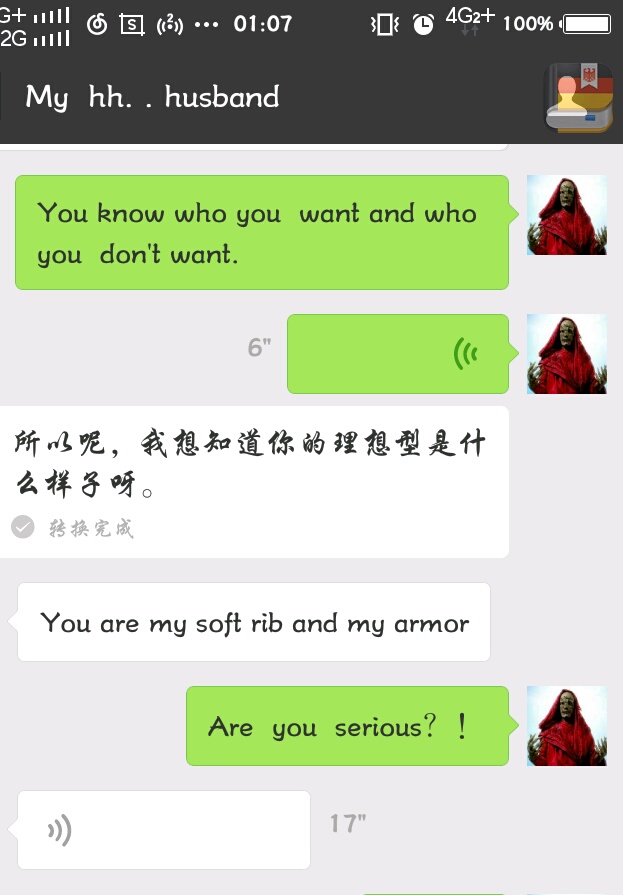 G+ 01:07 4G2+ 100%
2G
My hh. . husband
You know who you want and who
you don't want.
6"
所以呢，我想知道你的理想型是什
么样子呀。
转换完成
You are my soft rib and my armor
Are you serious？！
17"